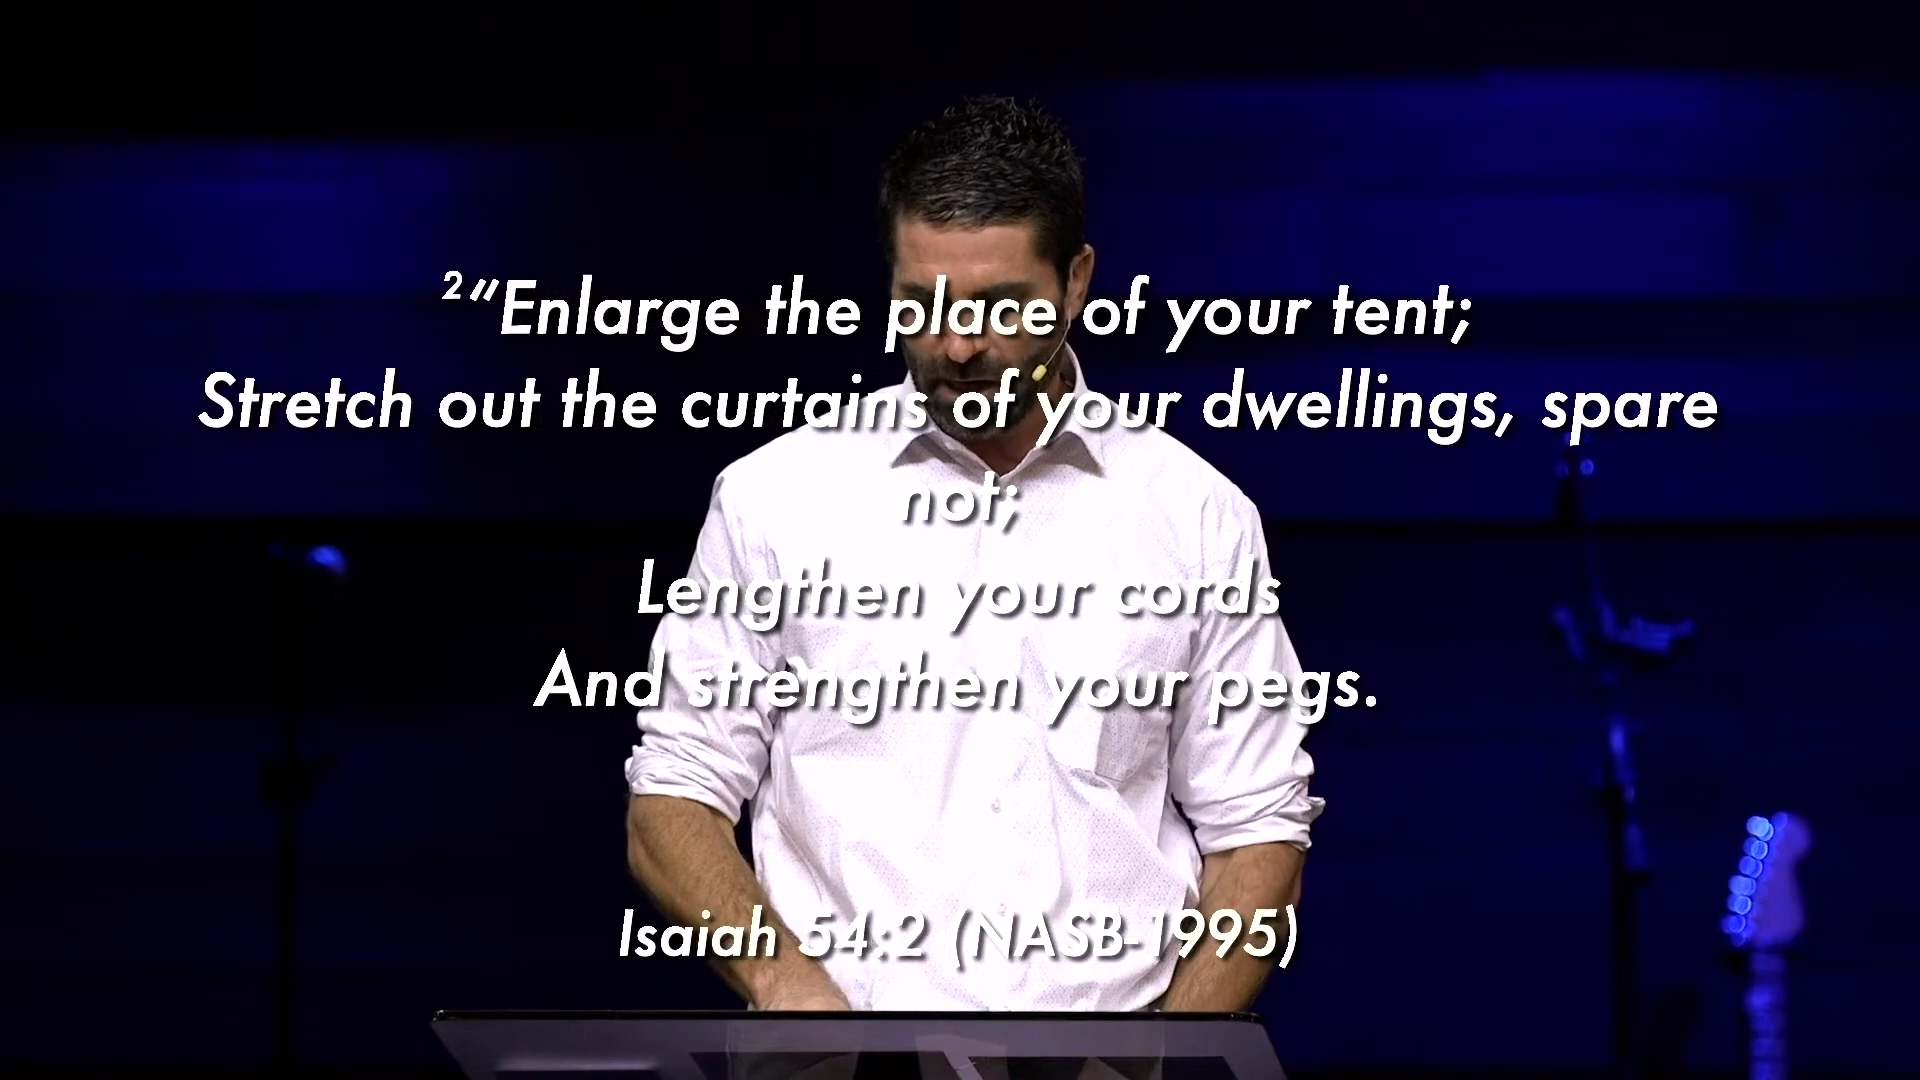 ²“Enlarge the place of your tent;
Stretch out the curtains of your dwellings, spare
not;
Lengthen your cords
And strengthen your pegs.
Isaiah 54:2 (NASB-1995)